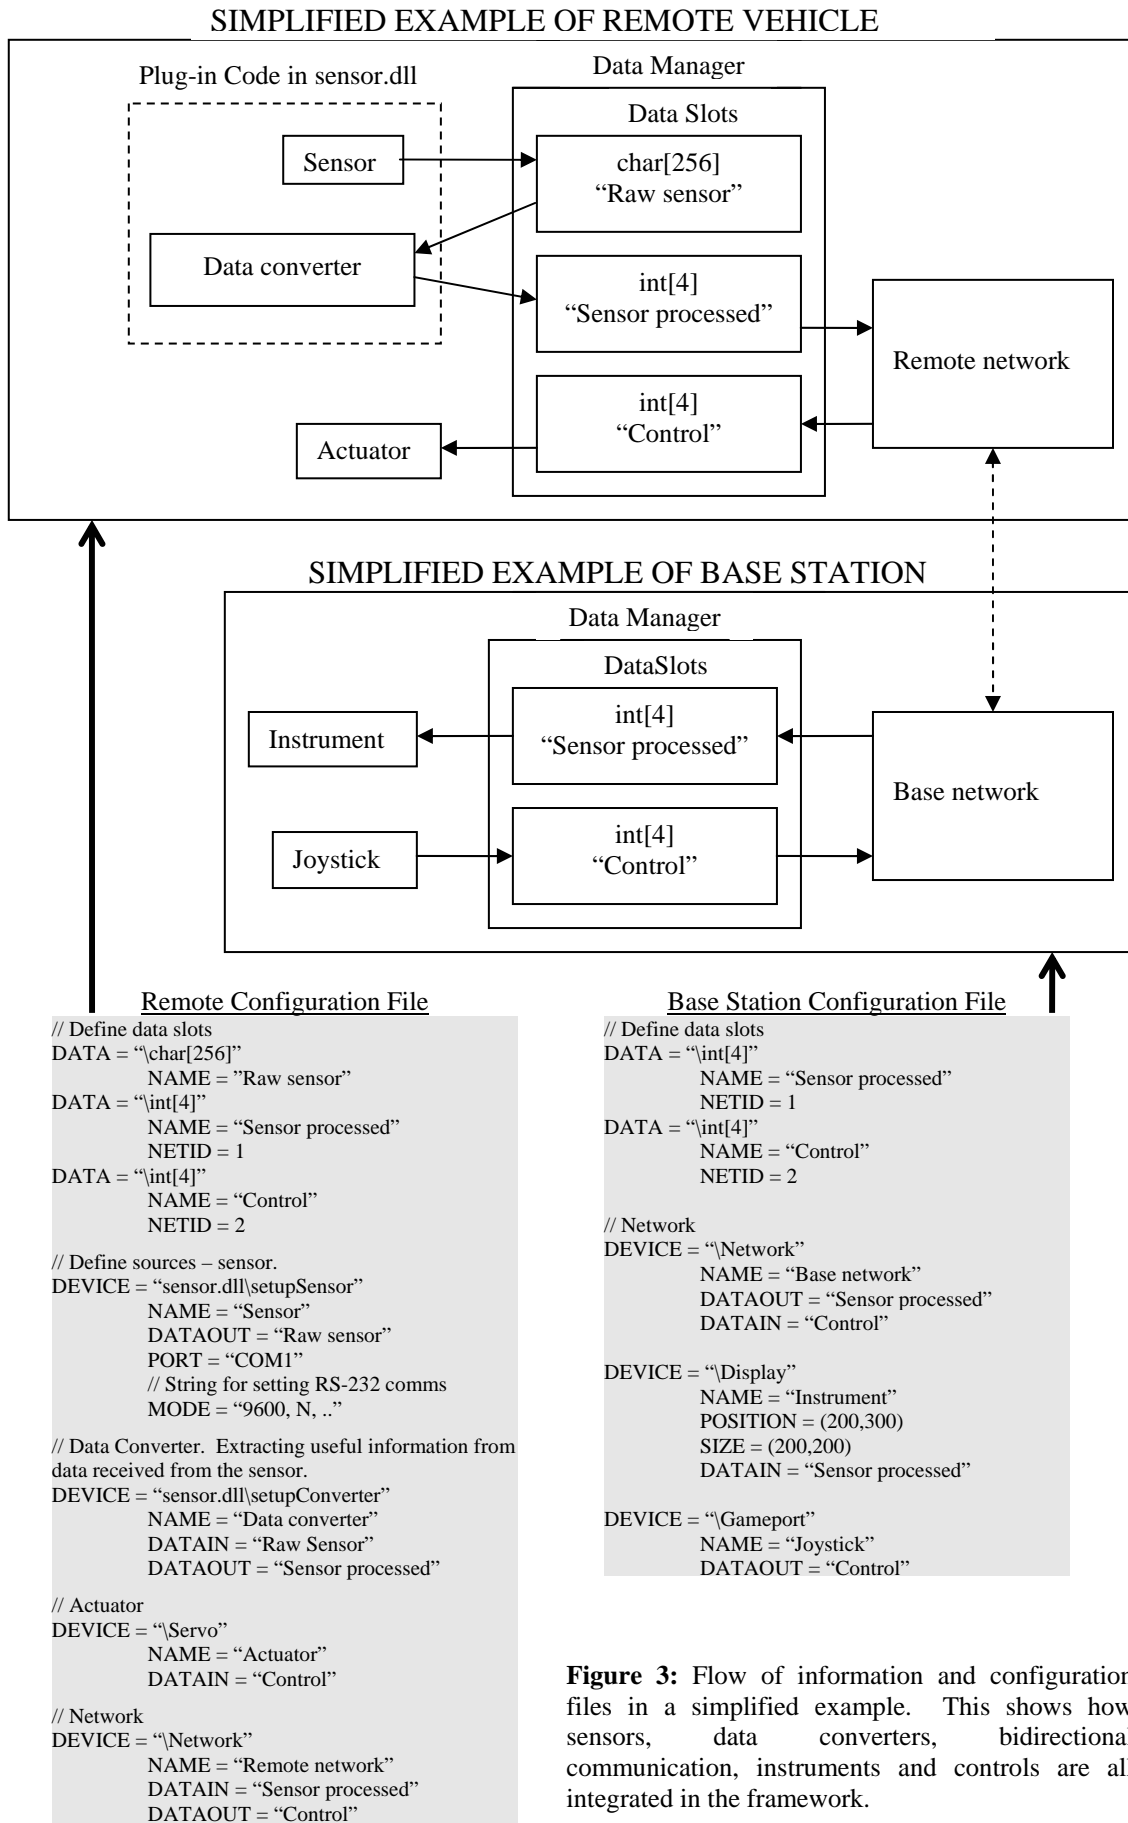 SIMPLIFIED EXAMPLE OF REMOTE VEHICLE
Plug-in Code in sensor.dll
Data Manager
Data Slots
Sensor
char[256]
“Raw sensor”
Data converter
int[4]
“Sensor processed”
Remote network
int[4]
“Control”
Actuator
SIMPLIFIED EXAMPLE OF BASE STATION
Data Manager
DataSlots
Instrument
int[4]
“Sensor processed”
Base network
Joystick
int[4]
“Control”
Remote Configuration File
// Define data slots
DATA = “\char[256]”
NAME = ”Raw sensor”
DATA = “\int[4]”
NAME = “Sensor processed”
NETID = 1
DATA = “\int[4]”
NAME = “Control”
NETID = 2
// Define sources – sensor.
DEVICE = “sensor.dll\setupSensor”
NAME = “Sensor”
DATAOUT = “Raw sensor”
PORT = “COM1”
// String for setting RS-232 comms
MODE = “9600, N, ..”
// Data Converter.  Extracting useful information from
data received from the sensor.
DEVICE = “sensor.dll\setupConverter”
NAME = “Data converter”
DATAIN = “Raw Sensor”
DATAOUT = “Sensor processed”
// Actuator
DEVICE = “\Servo”
NAME = “Actuator”
DATAIN = “Control”
// Network
DEVICE = “\Network”
NAME = “Remote network”
DATAIN = “Sensor processed”
DATAOUT = “Control”
Base Station Configuration File
// Define data slots
DATA = “\int[4]”
NAME = “Sensor processed”
NETID = 1
DATA = “\int[4]”
NAME = “Control”
NETID = 2
// Network
DEVICE = “\Network”
NAME = “Base network”
DATAOUT = “Sensor processed”
DATAIN = “Control”
DEVICE = “\Display”
NAME = “Instrument”
POSITION = (200,300)
SIZE = (200,200)
DATAIN = “Sensor processed”
DEVICE = “\Gameport”
NAME = “Joystick”
DATAOUT = “Control”
Figure 3: Flow of information and configuration
files in a simplified example. This shows how
sensors, data converters, bidirectional
communication, instruments and controls are all
integrated in the framework.